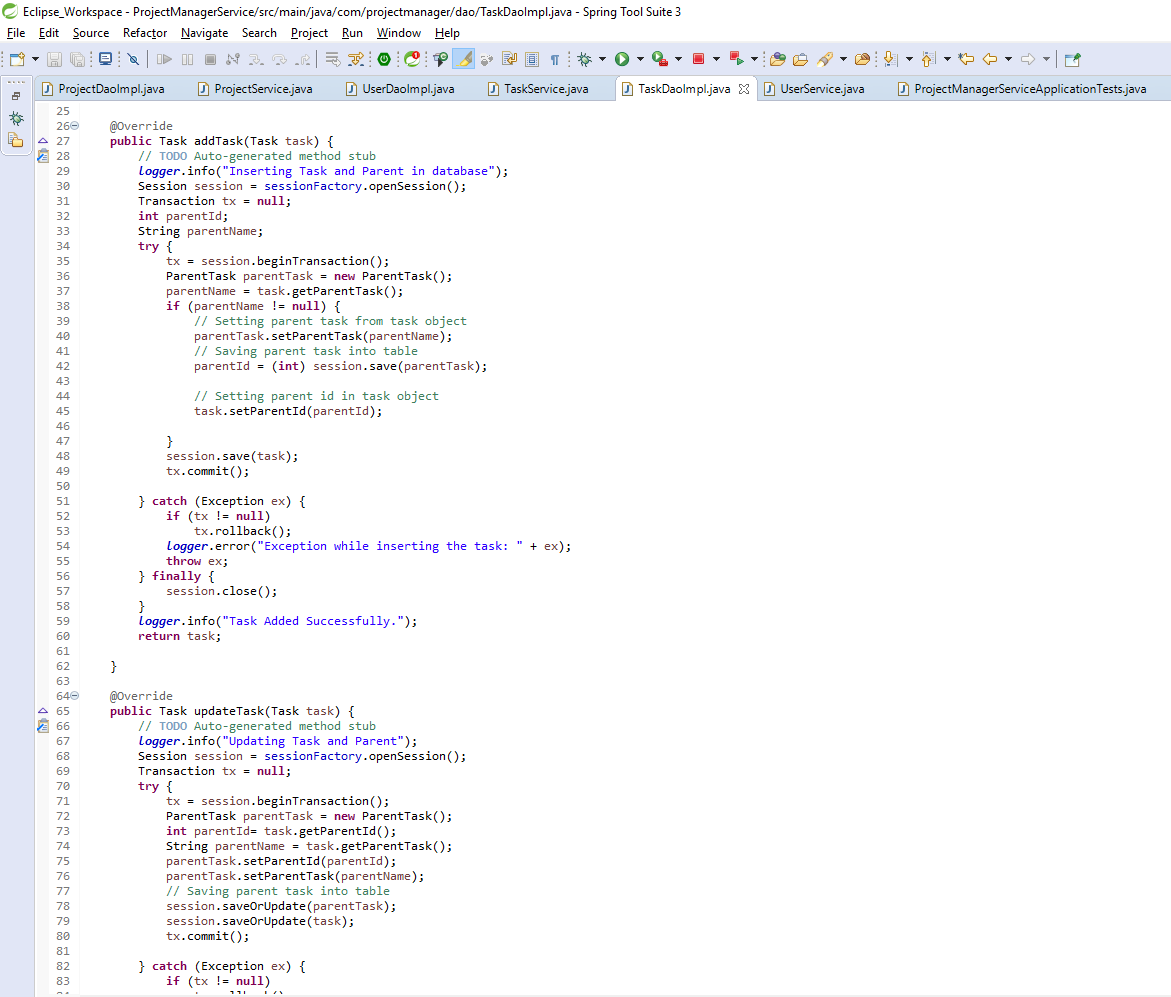 Eclipse_Workspace - ProjectManagerService/src/main/java/com/projectmanager/dao/TaskDaoImpl.java - Spring Tool Suite 3
File Edit Source Refactor Navigate Search Project Run Window Help
ProjectDaoImpl.java ProjectService.java UserDaoImpl.java TaskService.java TaskDaoImpl.java UserService.java ProjectManagerServiceApplicationTests.java
25
26 @Override
27 public Task addTask(Task task) {
28 // TODO Auto-generated method stub
29 logger.info("Inserting Task and Parent in database");
30 Session session = sessionFactory.openSession();
31 Transaction tx = null;
32 int parentId;
33 String parentName;
34 try {
35 tx = session.beginTransaction();
36 ParentTask parentTask = new ParentTask();
37 parentName = task.getParentTask();
38 if (parentName != null) {
39 // Setting parent task from task object
40 parentTask.setParentTask(parentName);
41 // Saving parent task into table
42 parentId = (int) session.save(parentTask);
43
44 // Setting parent id in task object
45 task.setParentId(parentId);
46
47 }
48 session.save(task);
49 tx.commit();
50
51 } catch (Exception ex) {
52 if (tx != null)
53 tx.rollback();
54 logger.error("Exception while inserting the task: " + ex);
55 throw ex;
56 } finally {
57 session.close();
58 }
59 logger.info("Task Added Successfully.");
60 return task;
61
62 }
63
64 @Override
65 public Task updateTask(Task task) {
66 // TODO Auto-generated method stub
67 logger.info("Updating Task and Parent");
68 Session session = sessionFactory.openSession();
69 Transaction tx = null;
70 try {
71 tx = session.beginTransaction();
72 ParentTask parentTask = new ParentTask();
73 int parentId= task.getParentId();
74 String parentName = task.getParentTask();
75 parentTask.setParentId(parentId);
76 parentTask.setParentTask(parentName);
77 // Saving parent task into table
78 session.saveOrUpdate(parentTask);
79 session.saveOrUpdate(task);
80 tx.commit();
81
82 } catch (Exception ex) {
83 if (tx != null)